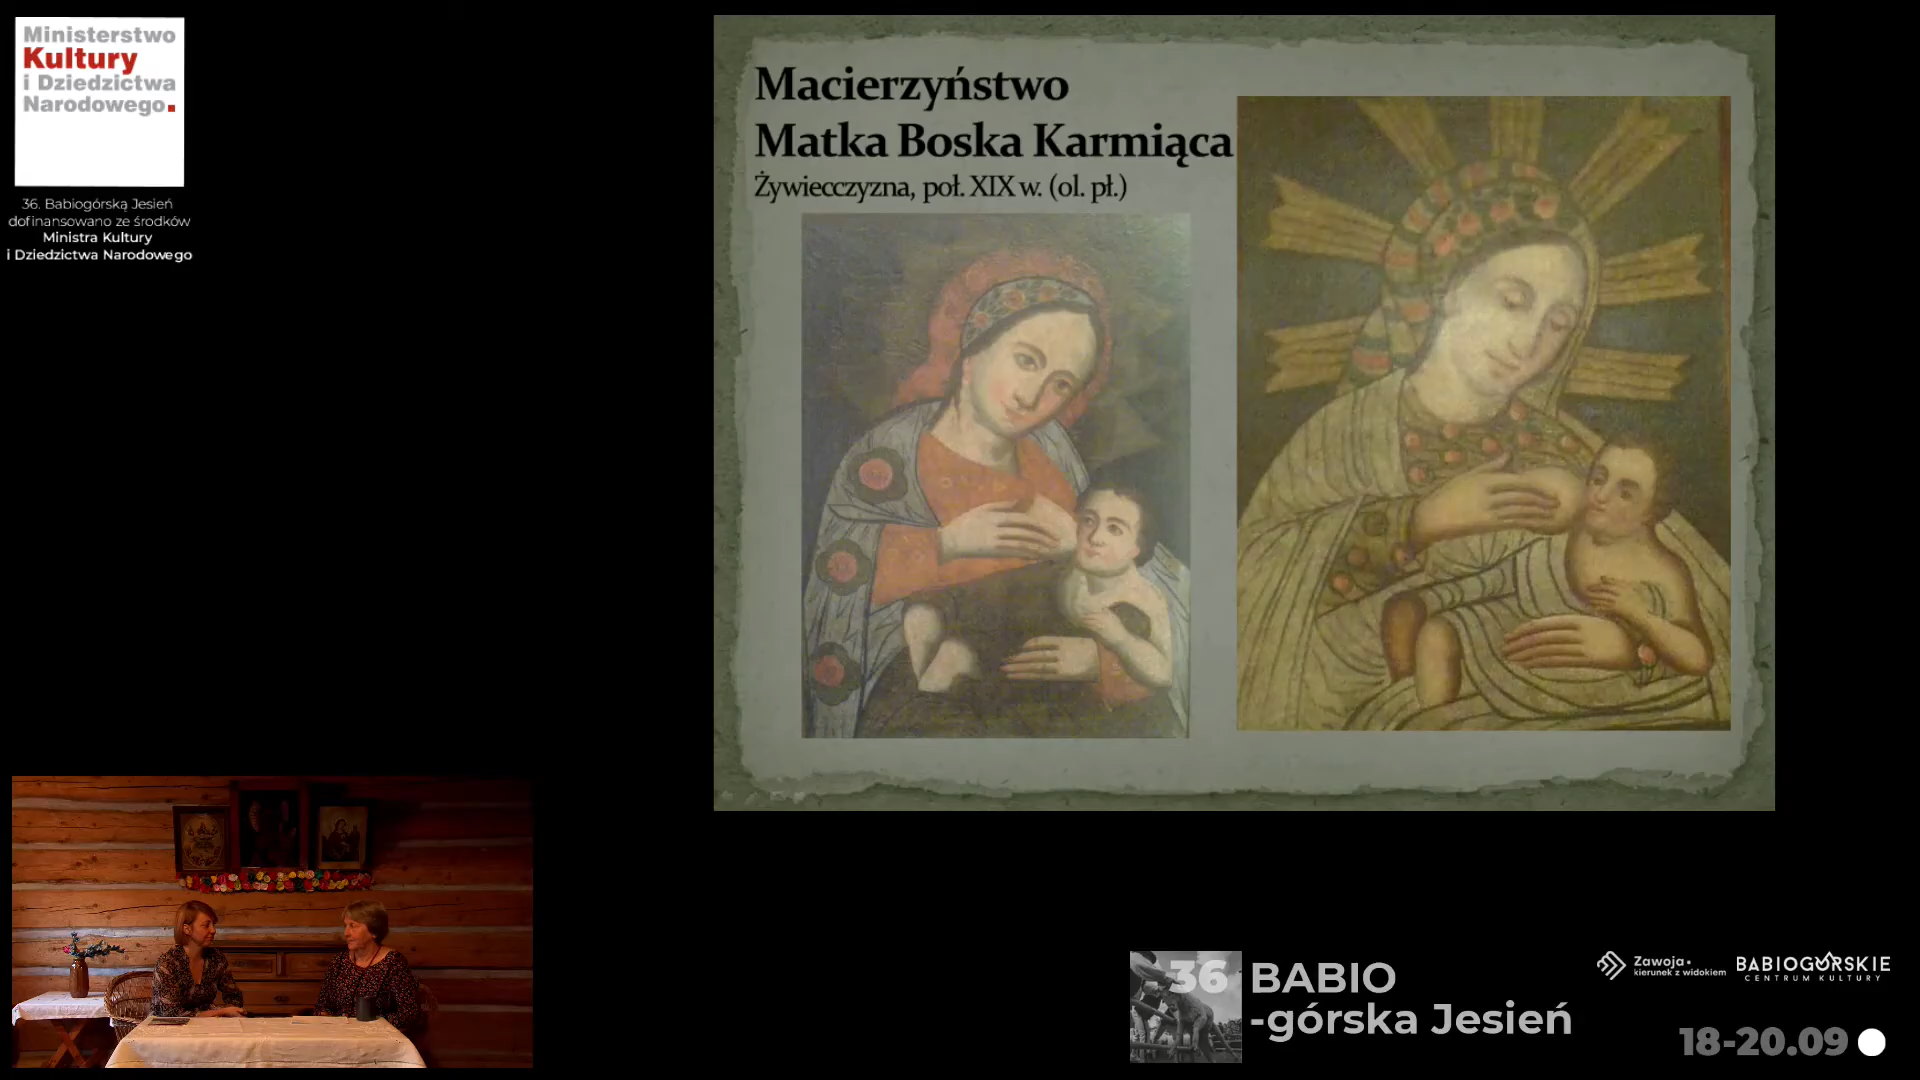 Ministerstwo
Kultury
i Dziedzictwa
Narodowego.
36. Babiogórską Jesień
dofinansowano ze środków
Ministra Kultury
i Dziedzictwa Narodowego
Macierzyństwo
Matka Boska Karmiąca
Żywiecczyzna, poł. XIX w. (ol. pł.)
36 BABIO
-górska Jesień
Zawoja
kierunek z widokiem
BABIOGÓRSKIE
CENTRUM KULTURY
18-20.09